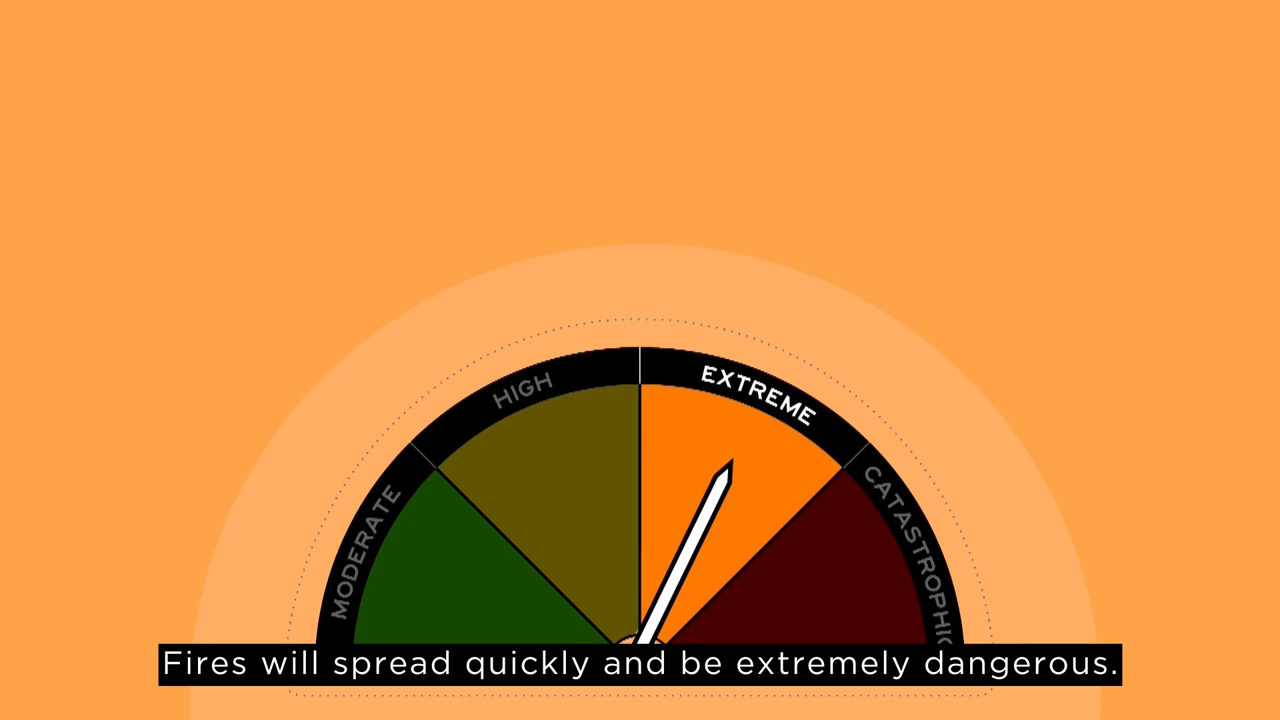 MODERATE
HIGH
EXTREME
CATASTROPHIC
Fires will spread quickly and be extremely dangerous.